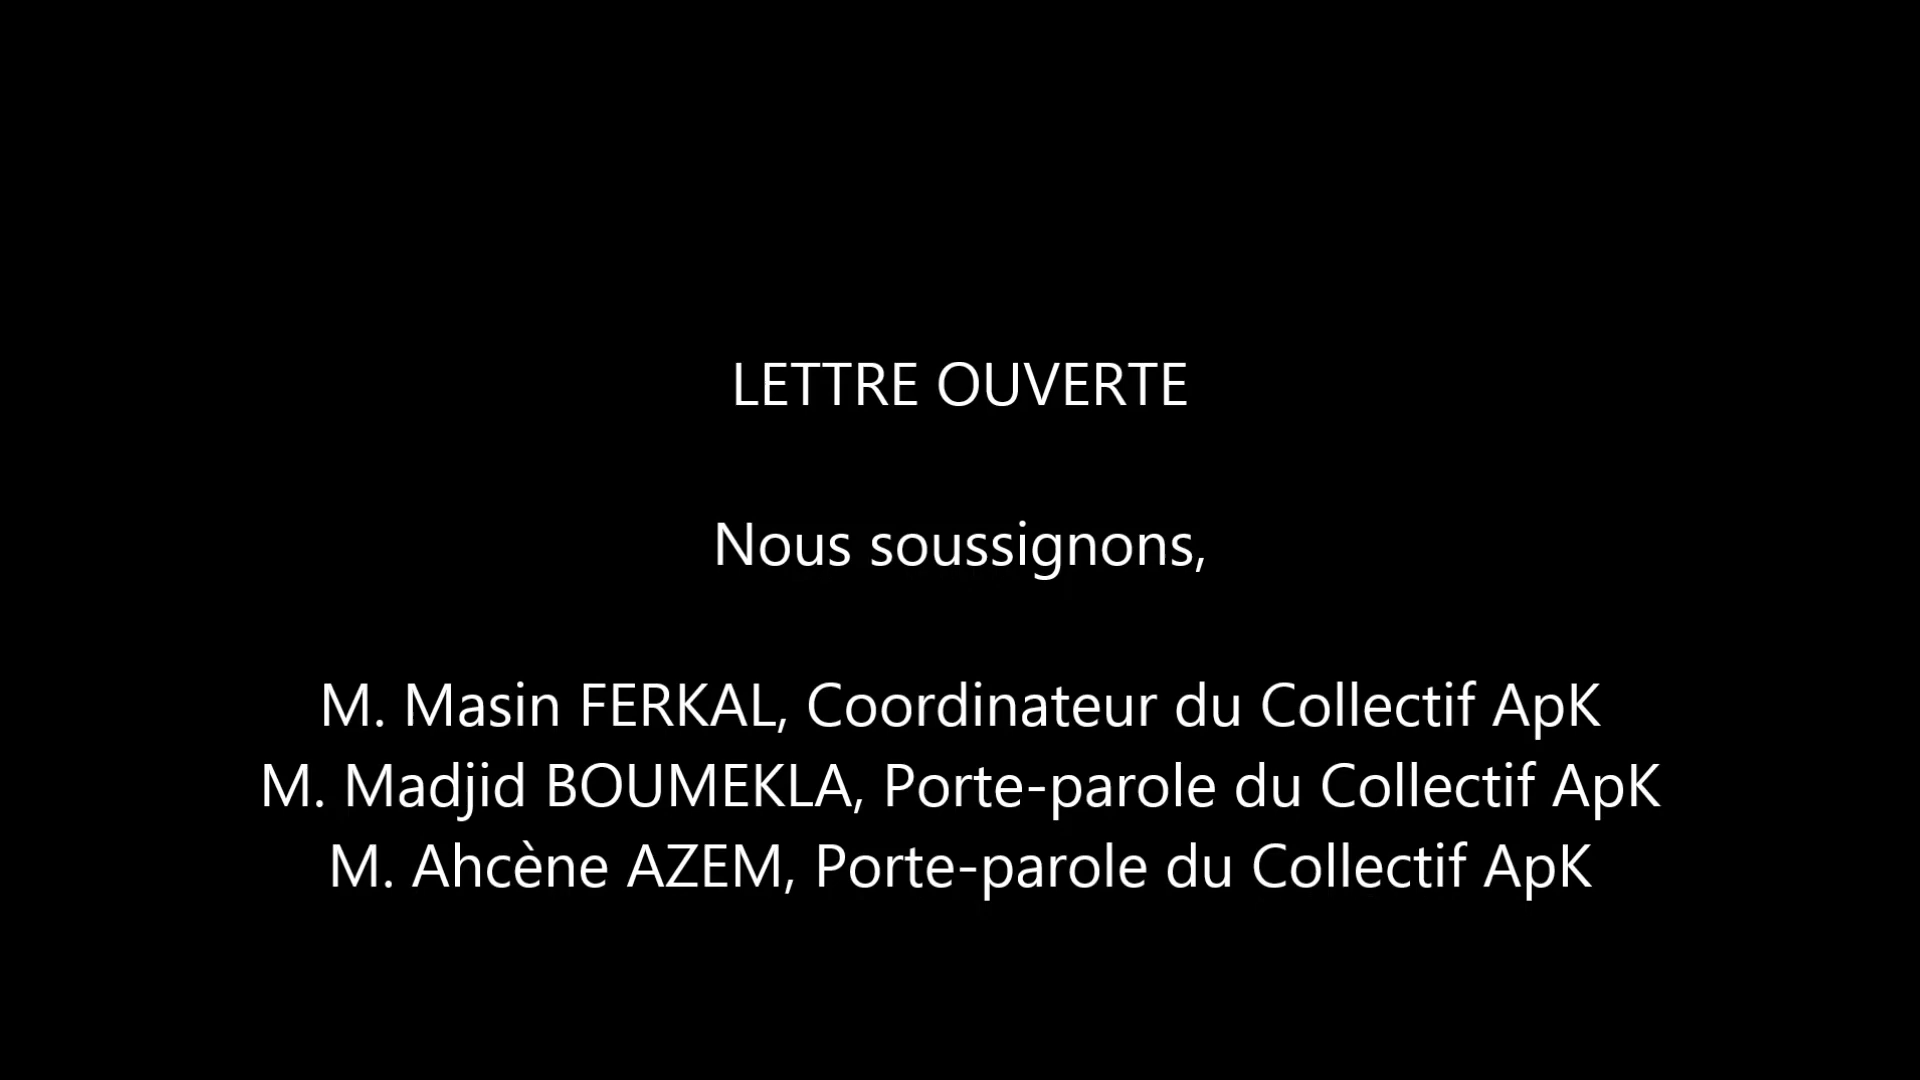 LETTRE OUVERTE
Nous soussignons,
M. Masin FERKAL, Coordinateur du Collectif ApK
M. Madjid BOUMEKLA, Porte-parole du Collectif ApK
M. Ahcène AZEM, Porte-parole du Collectif ApK